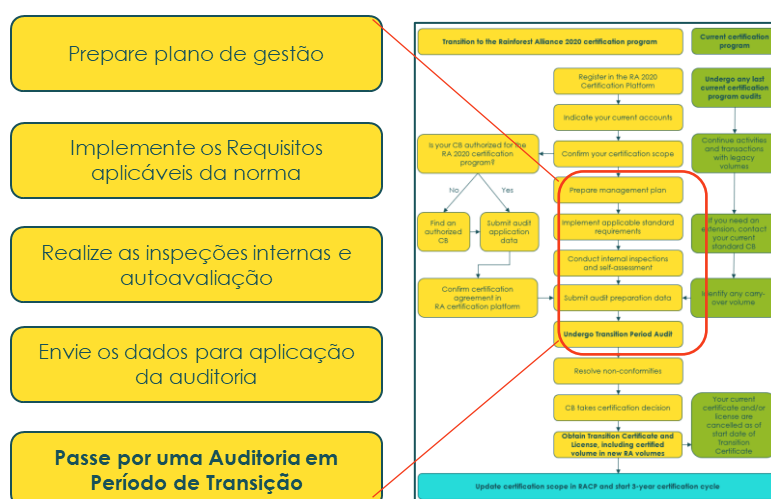 Prepare plano de gestão
Implemente os Requisitos
aplicáveis da norma
Realize as inspeções internas e
autoavaliação
Envie os dados para aplicação
da auditoria
Passe por uma Auditoria em
Período de Transição
Transition to the Rainforest Alliance 2020 certification program
Current certification
program
Register in the RA 2020
Certification Platform
Undergo any last
current certification
program audits
Indicate your current accounts
Is your CB authorized for the
RA 2020 certification
program?
Confirm your certification scope
Continue activities
and transactions
with legacy
volumes
No
Yes
Prepare management plan
Find an
authorized
CB
Submit audit
application
data
Implement applicable standard
requirements
If you need an
extension, contact
your current
standard CB
Conduct internal inspections
and self-assessment
Confirm certification
agreement in
RA certification platform
Submit audit preparation data
Identify any carry-
over volume
Undergo Transition Period Audit
Resolve non-conformities
CB takes certification decision
Your current
certificate and/or
license are
cancelled as of
start date of
Transition
Certificate
Obtain Transition Certificate and
License, including certified
volume in new RA volumes
Update certification scope in RACP and start 3-year certification cycle